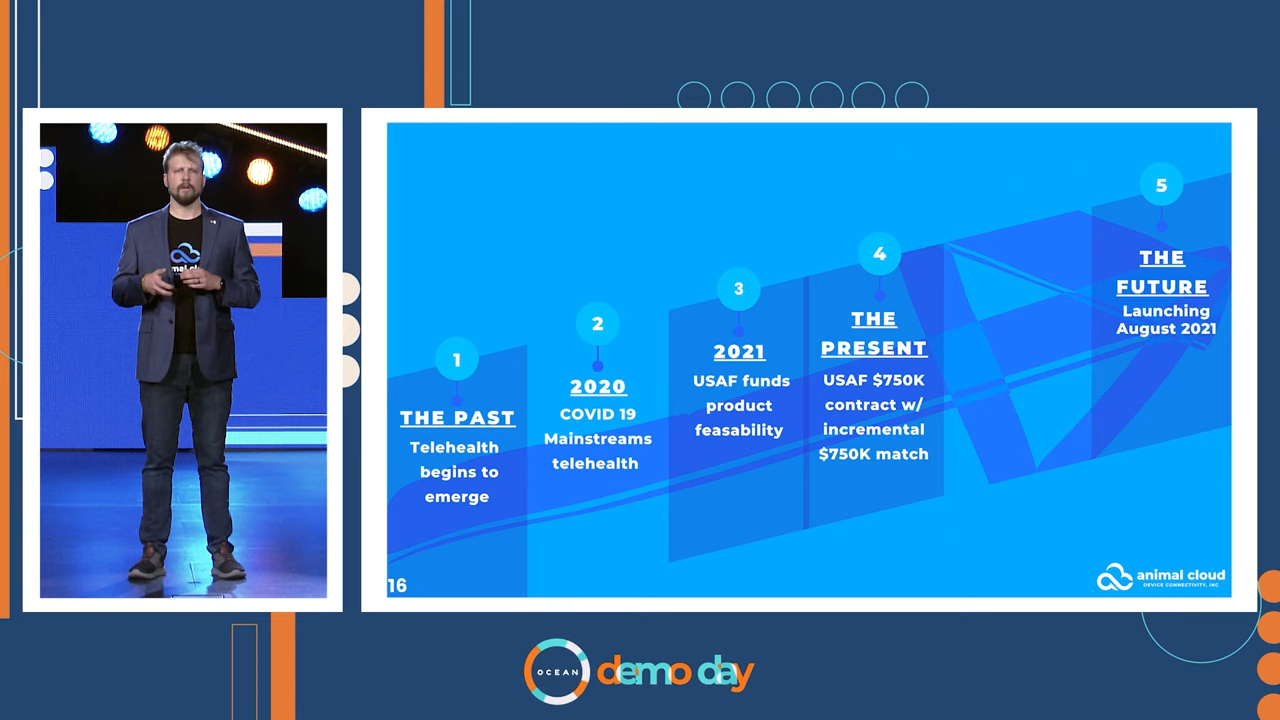 1
THE PAST
Telehealth
begins to
emerge
2
2020
COVID 19
Mainstreams
telehealth
3
2021
USAF funds
product
feasability
4
THE
PRESENT
USAF $750K
contract w/
incremental
$750K match
5
THE
FUTURE
Launching
August 2021
16
animal cloud
DEVICE CONNECTIVITY, INC
OCEAN
demo day